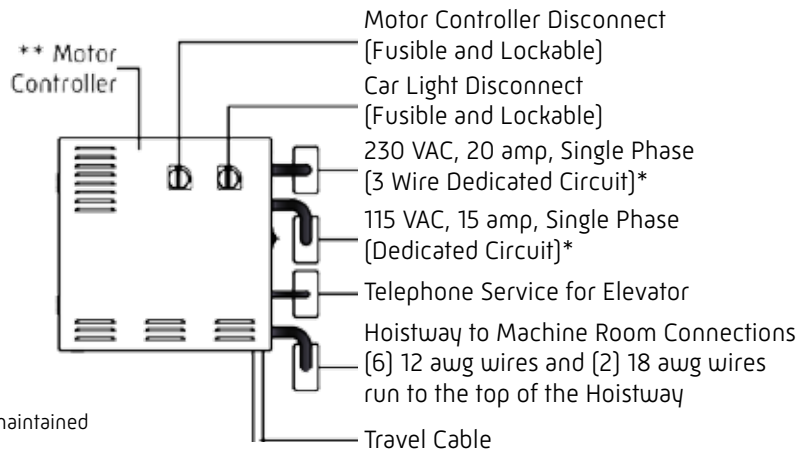 Motor Controller Disconnect
(Fusible and Lockable)
** Motor
Controller
Car Light Disconnect
(Fusible and Lockable)
230 VAC, 20 amp, Single Phase
(3 Wire Dedicated Circuit)*
115 VAC, 15 amp, Single Phase
(Dedicated Circuit)*
Telephone Service for Elevator
Hoistway to Machine Room Connections
(6) 12 awg wires and (2) 18 awg wires
run to the top of the Hoistway
Travel Cable